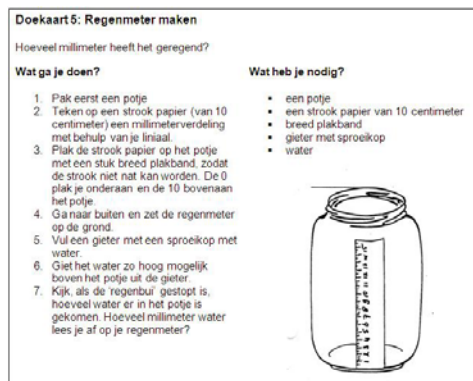 Doekaart 5: Regenmeter maken
Hoeveel millimeter heeft het geregend?
Wat ga je doen?
1. Pak eerst een potje
2. Teken op een strook papier (van 10
centimeter) een millimeterverdeling
met behulp van je liniaal.
3. Plak de strook papier op het potje
met een stuk breed plakband, zodat
de strook niet nat kan worden. De 0
plak je onderaan en de 10 bovenaan
het potje.
4. Ga naar buiten en zet de regenmeter
op de grond.
5. Vul een gieter met een sproeikop met
water.
6. Giet het water zo hoog mogelijk
boven het potje uit de gieter.
7. Kijk, als de 'regenbui' gestopt is,
hoeveel water er in het potje is
gekomen. Hoeveel millimeter water
lees je af op je regenmeter?
Wat heb je nodig?
▪ een potje
▪ een strook papier van 10 centimeter
▪ breed plakband
▪ gieter met sproeikop
▪ water